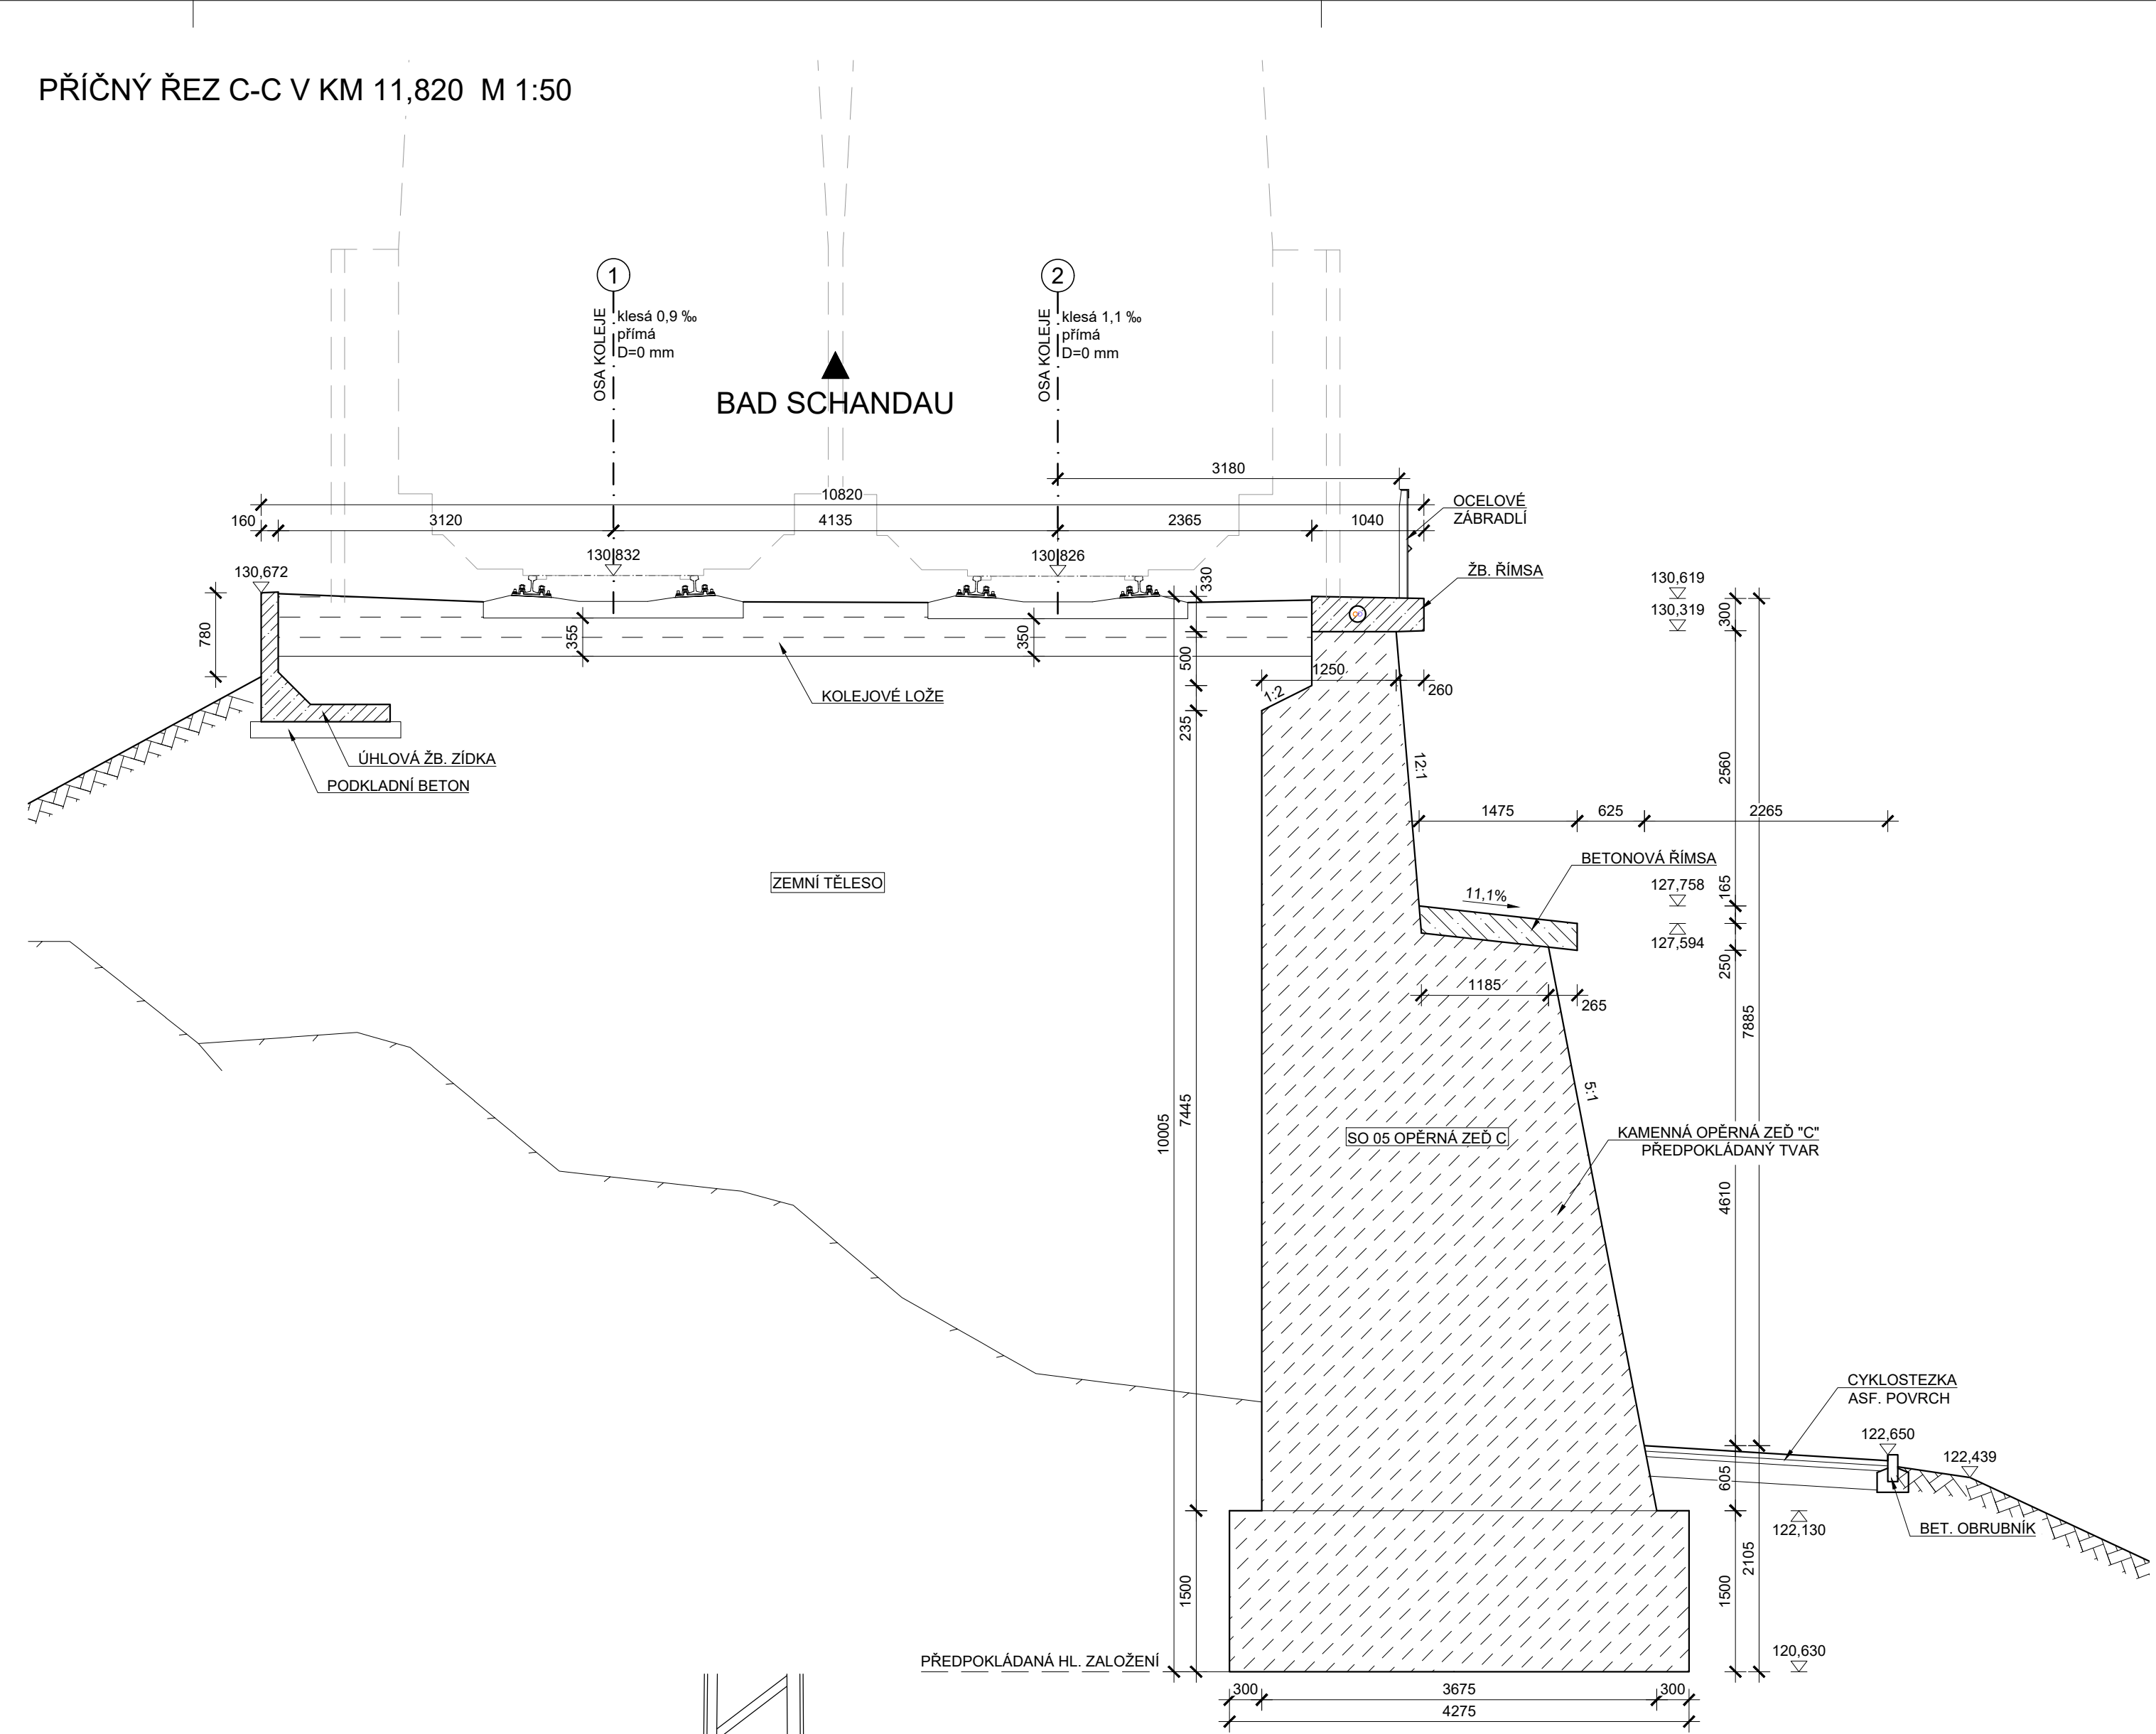 PŘÍČNÝ ŘEZ C-C V KM 11,820 M 1:50
1
2
OSA KOLEJE
klesá 0,9 ‰
přímá
D=0 mm
OSA KOLEJE
klesá 1,1 ‰
přímá
D=0 mm
BAD SCHANDAU
3180
10820
160
3120
4135
2365
1040
OCELOVÉ
ZÁBRADLÍ
130,832
130,826
130,672
330
ŽB. ŘÍMSA
130,619
130,319
300
780
355
350
500
1250
260
1:2
235
KOLEJOVÉ LOŽE
ÚHLOVÁ ŽB. ZÍDKA
PODKLADNÍ BETON
12:1
2560
1475
625
2265
BETONOVÁ ŘÍMSA
ZEMNÍ TĚLESO
11,1%
127,758
165
127,594
250
1185
265
7885
5:1
10005
7445
SO 05 OPĚRNÁ ZEĎ C
KAMENNÁ OPĚRNÁ ZEĎ "C"
PŘEDPOKLÁDANÝ TVAR
4610
CYKLOSTEZKA
ASF. POVRCH
122,650
122,439
605
122,130
BET. OBRUBNÍK
2105
1500
1500
PŘEDPOKLÁDANÁ HL. ZALOŽENÍ
120,630
300
3675
300
4275